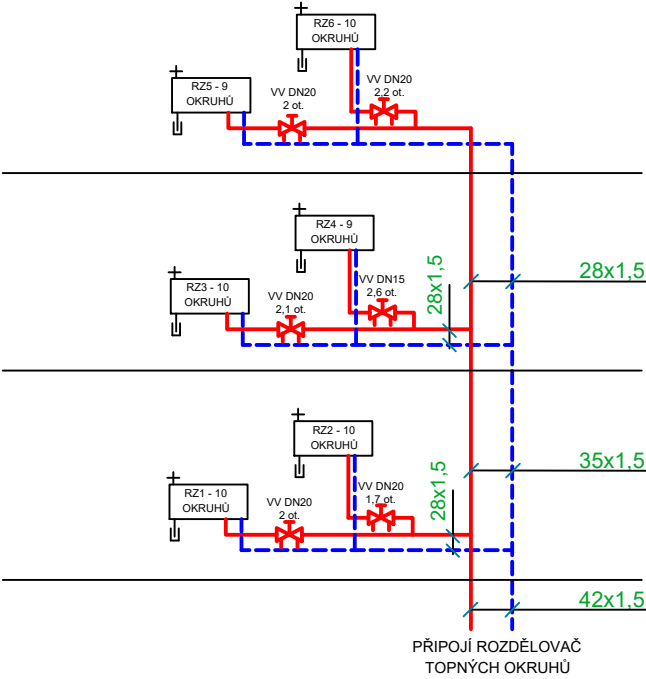 RZ6 - 10
OKRUHŮ
RZ5 - 9
OKRUHŮ
VV DN20
2 ot.
VV DN20
2,2 ot.
28x1,5
RZ4 - 9
OKRUHŮ
RZ3 - 10
OKRUHŮ
VV DN20
2,1 ot.
VV DN15
2,6 ot.
28x1,5
35x1,5
RZ2 - 10
OKRUHŮ
RZ1 - 10
OKRUHŮ
VV DN20
2 ot.
VV DN20
1,7 ot.
28x1,5
42x1,5
PŘIPOJÍ ROZDĚLOVAČ
TOPNÝCH OKRUHŮ